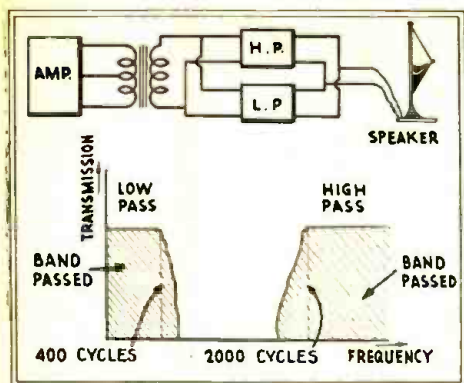 AMP.
H.P.
L.P
SPEAKER
TRANSMISSION
LOW PASS
HIGH PASS
BAND PASSED
BAND PASSED
400 CYCLES
2000 CYCLES
FREQUENCY